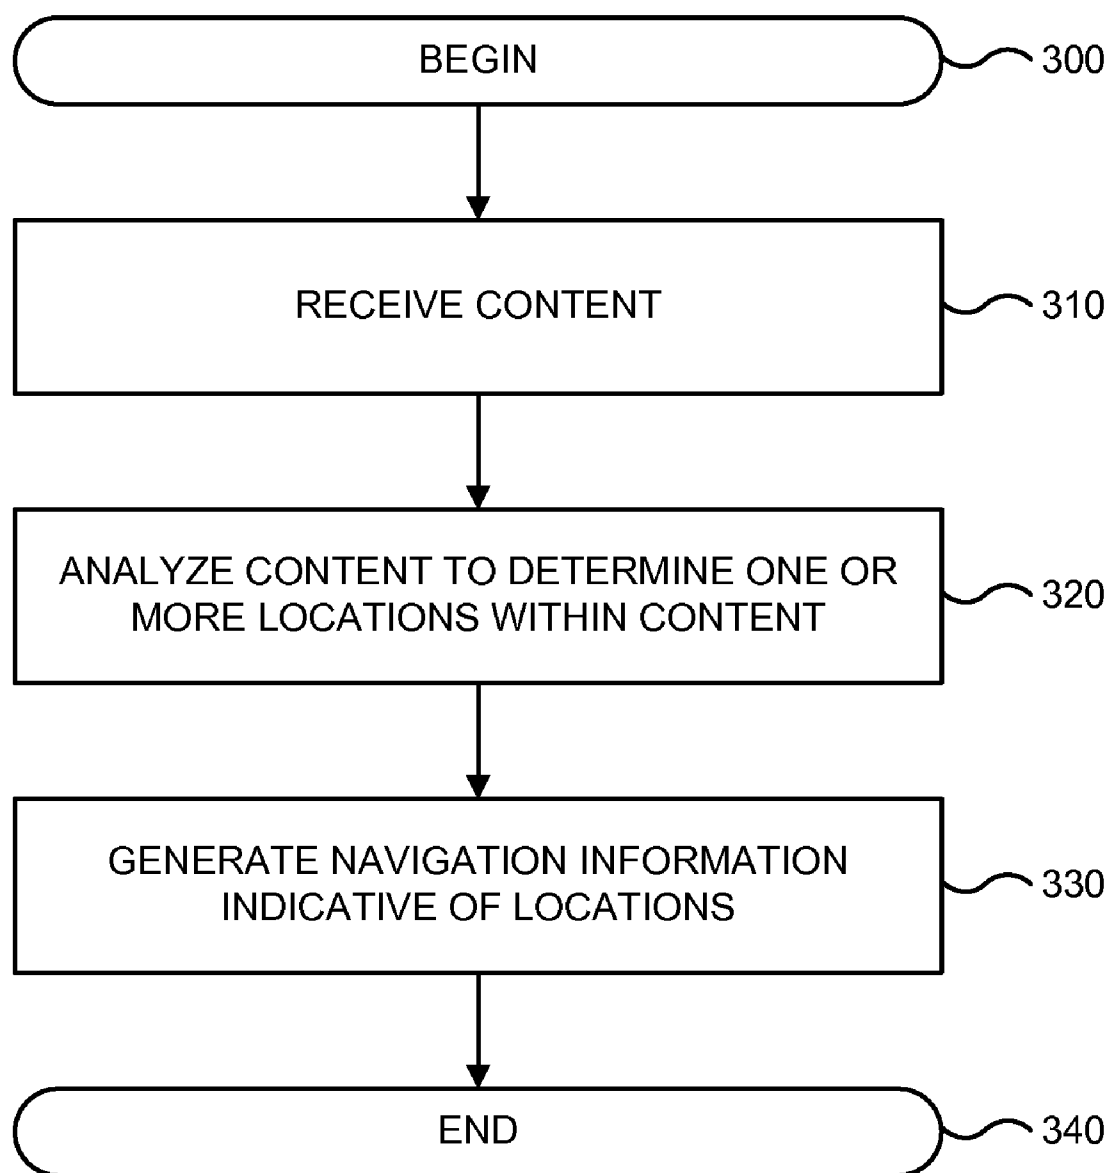 BEGIN
300
RECEIVE CONTENT
310
ANALYZE CONTENT TO DETERMINE ONE OR
MORE LOCATIONS WITHIN CONTENT
320
GENERATE NAVIGATION INFORMATION
INDICATIVE OF LOCATIONS
330
END
340